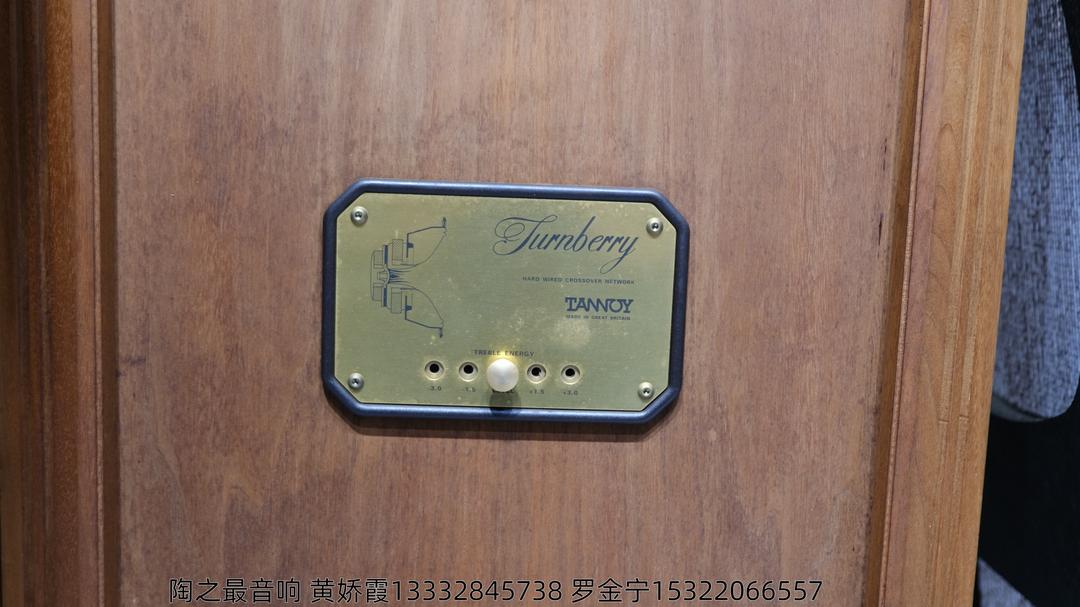 Turnberry
HARD WIRED CROSSOVER NETWORK
TANNOY
MADE IN GREAT BRITAIN
TREBLE ENERGY
-3.0 -1.5 +1.5 +3.0
陶之最音响 黄娇霞13332845738 罗金宁15322066557